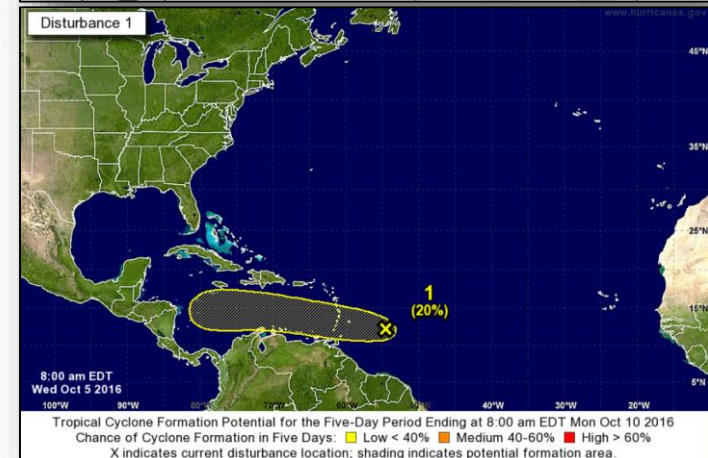 Disturbance 1
www.hurricanes.gov
45°N
35°N
25°N
1
(20%)
15°N
8:00 am EDT
Wed Oct 5 2016
5°N
100°W 90°W 80°W 70°W 60°W 40°W 30°W 20°W
Tropical Cyclone Formation Potential for the Five-Day Period Ending at 8:00 am EDT Mon Oct 10 2016
Chance of Cyclone Formation in Five Days: Low < 40% Medium 40-60% High > 60%
X indicates current disturbance location; shading indicates potential formation area.